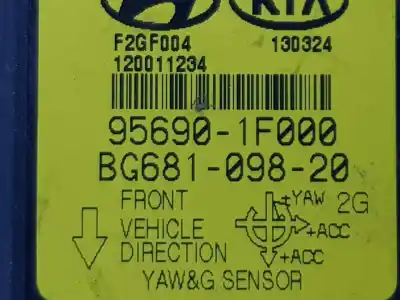 KIA
F2GF004 130324
120011234
95690-1F000
BG681-098-20
FRONT
VEHICLE
DIRECTION
+YAW 2G
+ACC
+ACC
YAW&G SENSOR